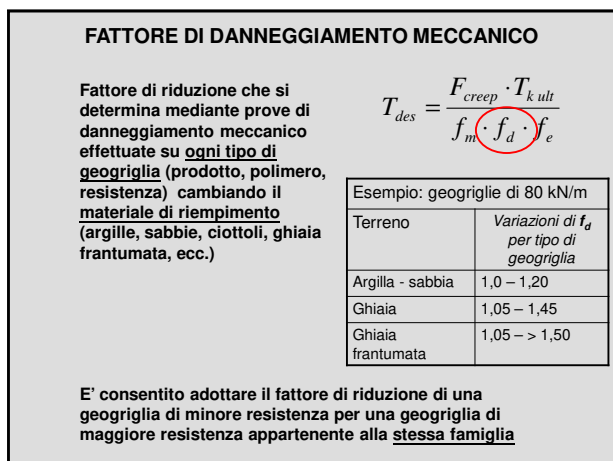 FATTORE DI DANNEGGIAMENTO MECCANICO
Fattore di riduzione che si
determina mediante prove di
danneggiamento meccanico
effettuate su ogni tipo di
geogriglia (prodotto, polimero,
resistenza) cambiando il
materiale di riempimento
(argille, sabbie, ciottoli, ghiaia
frantumata, ecc.)
T_des = (F_creep · T_k ult) / (f_m · f_d · f_e)
Esempio: geogriglie di 80 kN/m
Terreno
Variazioni di f_d
per tipo di
geogriglia
Argilla - sabbia
1,0 – 1,20
Ghiaia
1,05 – 1,45
Ghiaia
frantumata
1,05 – > 1,50
E' consentito adottare il fattore di riduzione di una
geogriglia di minore resistenza per una geogriglia di
maggiore resistenza appartenente alla stessa famiglia